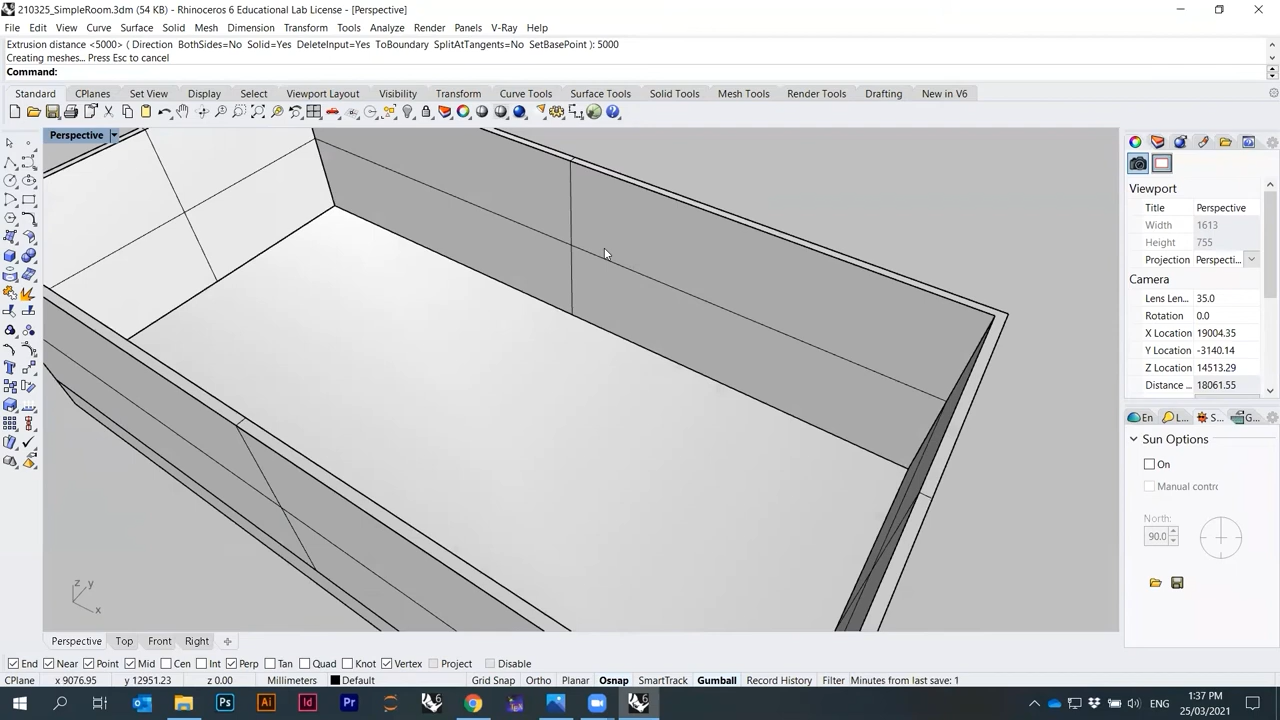 210325_SimpleRoom.3dm (54 KB) - Rhinoceros 6 Educational Lab License - [Perspective]
File Edit View Curve Surface Solid Mesh Dimension Transform Tools Analyze Render Panels V-Ray Help
Extrusion distance <5000> ( Direction BothSides=No Solid=Yes DeleteInput=Yes ToBoundary SplitAtTangents=No SetBasePoint ): 5000
Creating meshes... Press Esc to cancel
Command:
Standard CPlanes Set View Display Select Viewport Layout Visibility Transform Curve Tools Surface Tools Solid Tools Mesh Tools Render Tools Drafting New in V6
Perspective
Viewport
Title Perspective
Width 1613
Height 755
Projection Perspecti...
Camera
Lens Len... 35.0
Rotation 0.0
X Location 19004.35
Y Location -3140.14
Z Location 14513.29
Distance ... 18061.55
En L... S... G...
Sun Options
On
Manual contro
North:
90.0
z y
x
Perspective Top Front Right
End Near Point Mid Cen Int Perp Tan Quad Knot Vertex Project Disable
CPlane x 9076.95 y 12951.23 z 0.00 Millimeters Default Grid Snap Ortho Planar Osnap SmartTrack Gumball Record History Filter Minutes from last save: 1
Ps Ai Id Pr 6 6 ENG
1:37 PM
25/03/2021